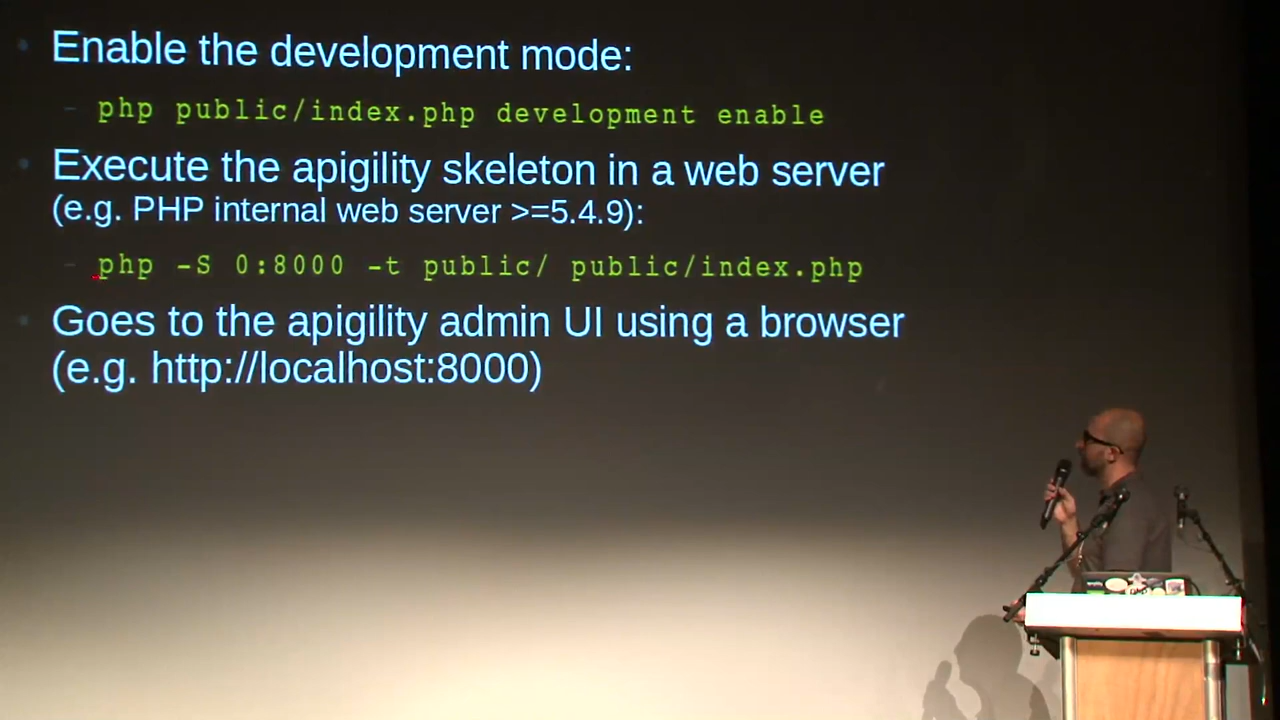 Enable the development mode:
php public/index.php development enable
Execute the apigility skeleton in a web server
(e.g. PHP internal web server >=5.4.9):
php -S 0:8000 -t public/ public/index.php
Goes to the apigility admin UI using a browser
(e.g. http://localhost:8000)